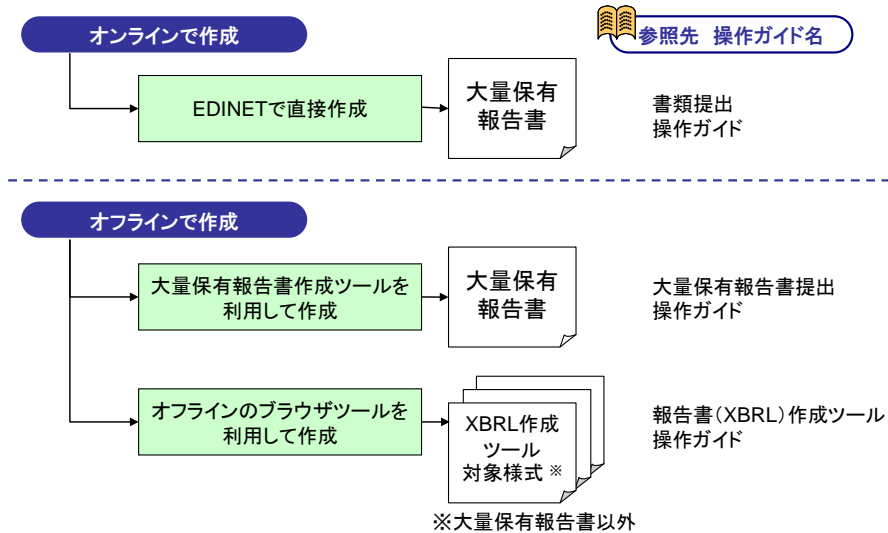 オンラインで作成
参照先 操作ガイド名
EDINETで直接作成
大量保有
報告書
書類提出
操作ガイド
オフラインで作成
大量保有報告書作成ツールを
利用して作成
大量保有
報告書
大量保有報告書提出
操作ガイド
オフラインのブラウザツールを
利用して作成
XBRL作成
ツール
対象様式 ※
報告書（XBRL）作成ツール
操作ガイド
※大量保有報告書以外